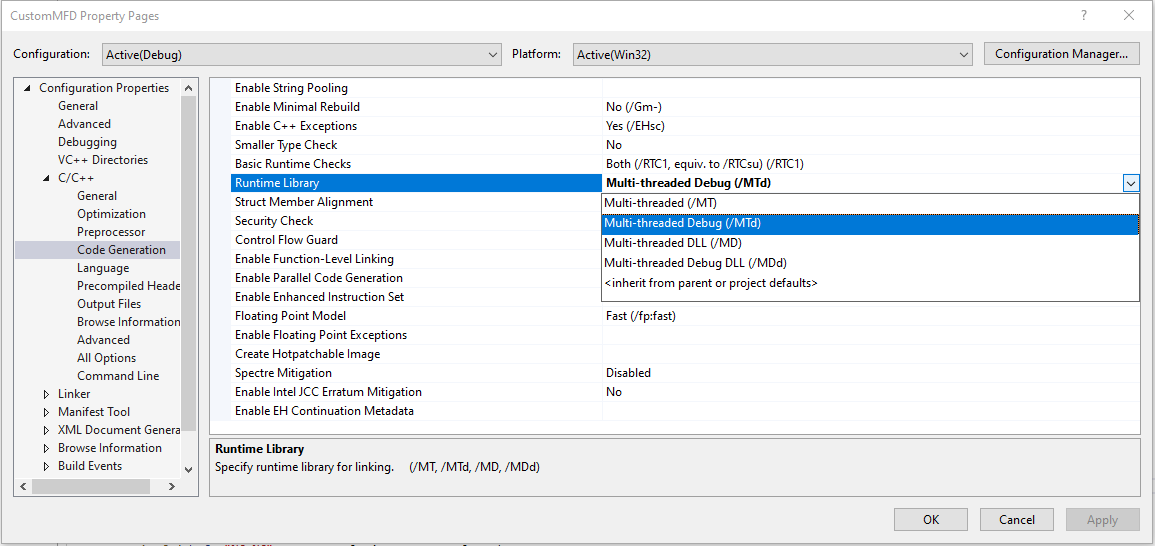 CustomMFD Property Pages
?
Configuration: Active(Debug) Platform: Active(Win32) Configuration Manager...
Configuration Properties
General
Advanced
Debugging
VC++ Directories
C/C++
General
Optimization
Preprocessor
Code Generation
Language
Precompiled Heade
Output Files
Browse Information
Advanced
All Options
Command Line
Linker
Manifest Tool
XML Document Genera
Browse Information
Build Events
Enable String Pooling
Enable Minimal Rebuild No (/Gm-)
Enable C++ Exceptions Yes (/EHsc)
Smaller Type Check No
Basic Runtime Checks Both (/RTC1, equiv. to /RTCsu) (/RTC1)
Runtime Library Multi-threaded Debug (/MTd)
Struct Member Alignment
Security Check
Control Flow Guard
Enable Function-Level Linking
Enable Parallel Code Generation
Enable Enhanced Instruction Set
Multi-threaded (/MT)
Multi-threaded Debug (/MTd)
Multi-threaded DLL (/MD)
Multi-threaded Debug DLL (/MDd)
<inherit from parent or project defaults>
Floating Point Model Fast (/fp:fast)
Enable Floating Point Exceptions
Create Hotpatchable Image
Spectre Mitigation Disabled
Enable Intel JCC Erratum Mitigation No
Enable EH Continuation Metadata
Runtime Library
Specify runtime library for linking. (/MT, /MTd, /MD, /MDd)
OK Cancel Apply